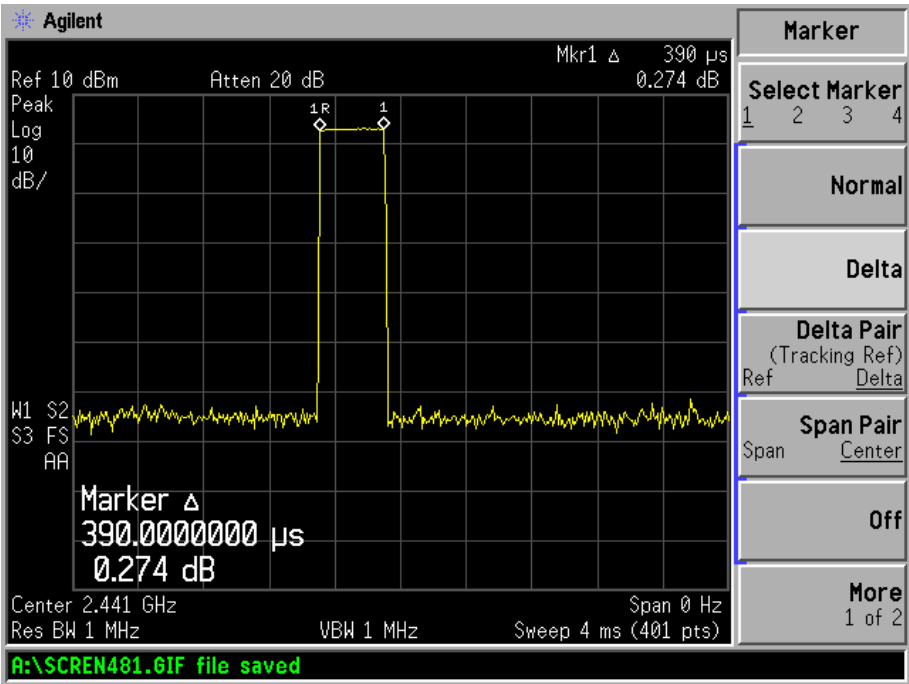 Agilent
Marker
Mkr1 Δ 390 µs
Ref 10 dBm Atten 20 dB 0.274 dB
Peak
Log
10
dB/
1R 1
W1 S2
S3 FS
AA
Marker Δ
390.0000000 µs
0.274 dB
Center 2.441 GHz Span 0 Hz
Res BW 1 MHz VBW 1 MHz Sweep 4 ms (401 pts)
A:\SCREN481.GIF file saved
Select Marker
1 2 3 4
Normal
Delta
Delta Pair
(Tracking Ref)
Ref Delta
Span Pair
Span Center
Off
More
1 of 2